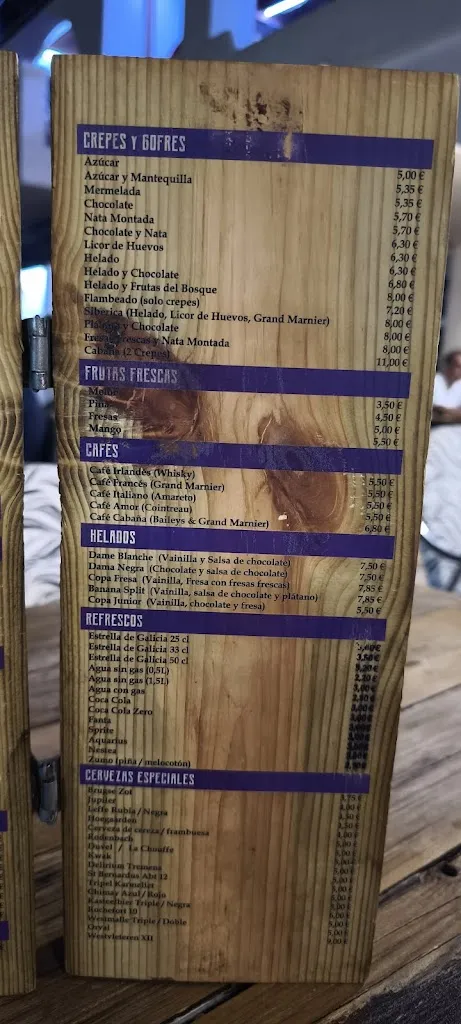 CREPES Y GOFRES
Azúcar 5,00 €
Azúcar y Mantequilla 5,35 €
Mermelada 5,35 €
Chocolate 5,70 €
Nata Montada 5,70 €
Chocolate y Nata 6,30 €
Licor de Huevos 6,30 €
Helado 6,30 €
Helado y Chocolate 6,80 €
Helado y Frutas del Bosque 8,00 €
Flambeado (solo crepes) 7,20 €
Siberica (Helado, Licor de Huevos, Grand Marnier) 8,00 €
y Chocolate 8,00 €
Frescas y Nata Montada 8,00 €
Cabaña (2 Crepes) 11,00 €
FRUTAS FRESCAS
Melón 3,50 €
Piña 4,50 €
Fresas 5,00 €
Mango 5,50 €
CAFES
Café Irlandés (Whisky) 5,50 €
Café Francés (Grand Marnier) 5,50 €
Café Italiano (Amareto) 5,50 €
Café Amor (Cointreau) 5,50 €
Café Cabaña (Baileys & Grand Marnier) 6,80 €
HELADOS
Dame Blanche (Vainilla y Salsa de chocolate) 7,50 €
Dama Negra (Chocolate y salsa de chocolate) 7,50 €
Copa Fresa (Vainilla, Fresa con fresas frescas) 7,85 €
Banana Split (Vainilla, salsa de chocolate y plátano) 7,85 €
Copa Junior (Vainilla, chocolate y fresa) 5,50 €
REFRESCOS
Estrella de Galicia 25 cl
Estrella de Galicia 33 cl
Estrella de Galicia 50 cl
Agua sin gas (0,5L)
Agua sin gas (1,5L)
Agua con gas
Coca Cola
Coca Cola Zero
Fanta
Sprite
Aquarius
Nestea
Zumo (piña / melocotón)
CERVEZAS ESPECIALES
Brugse Zot
Jupiler
Leffe Rubia / Negra
Hoegarden
Cerveza de cereza / frambuesa
Rodenbach
Duvel / La Chouffe
Kwak
Delirium Tremens
St Bernardus Abt 12
Tripel Karmeliet
Chimay Azul / Rojo
Kasteelbier Triple / Negra
Rochefort 10
Westmalle Triple / Doble
Orval
Westvleteren XII